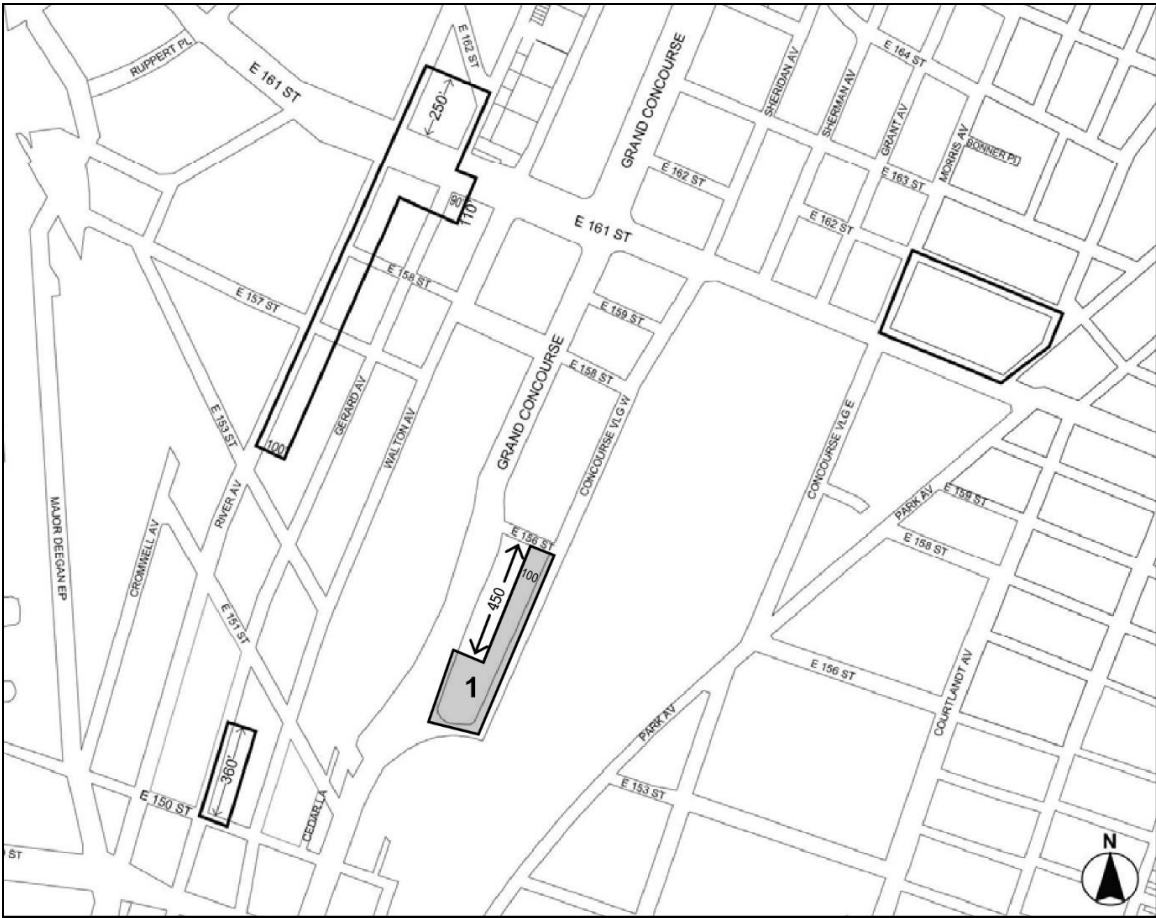 E 162 ST
RUPPERT PL
E 161 ST
250'
GRAND CONCOURSE
SHERIDAN AV
SHERMAN AV
E 164 ST
GRANT AV
MORRIS AV
BONNER PL
E 163 ST
E 162 ST
90'
110'
E 161 ST
E 162 ST
E 158 ST
E 157 ST
E 159 ST
GRAND CONCOURSE
E 158 ST
GERARD AV
WALTON AV
CONCOURSE VLG W
CONCOURSE VLG E
E 153 ST
100'
RIVER AV
MAJOR DEEGAN EP
CROMWELL AV
PARK AV
E 159 ST
E 158 ST
E 156 ST
100
450
E 151 ST
1
E 156 ST
COURTLANDT AV
PARK AV
360'
E 150 ST
CEDAR LA
E 153 ST
ST
N